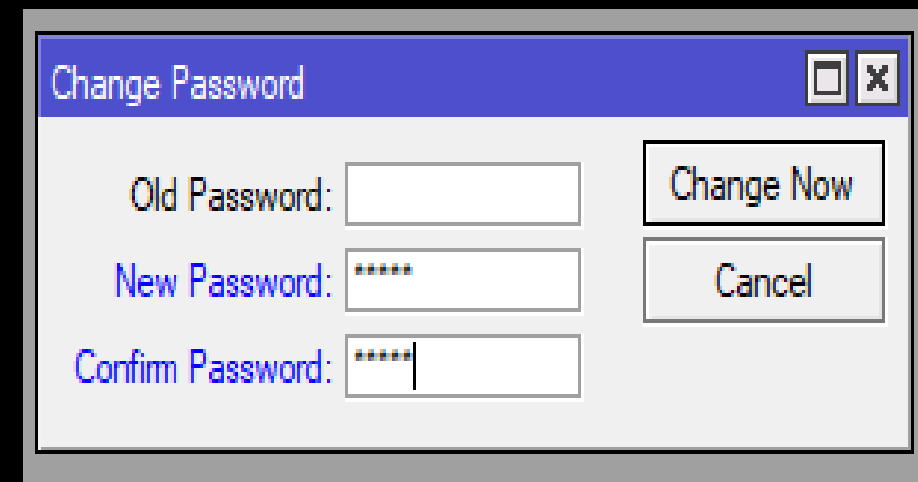 Change Password
Old Password:
Change Now
New Password: *****
Cancel
Confirm Password: *****